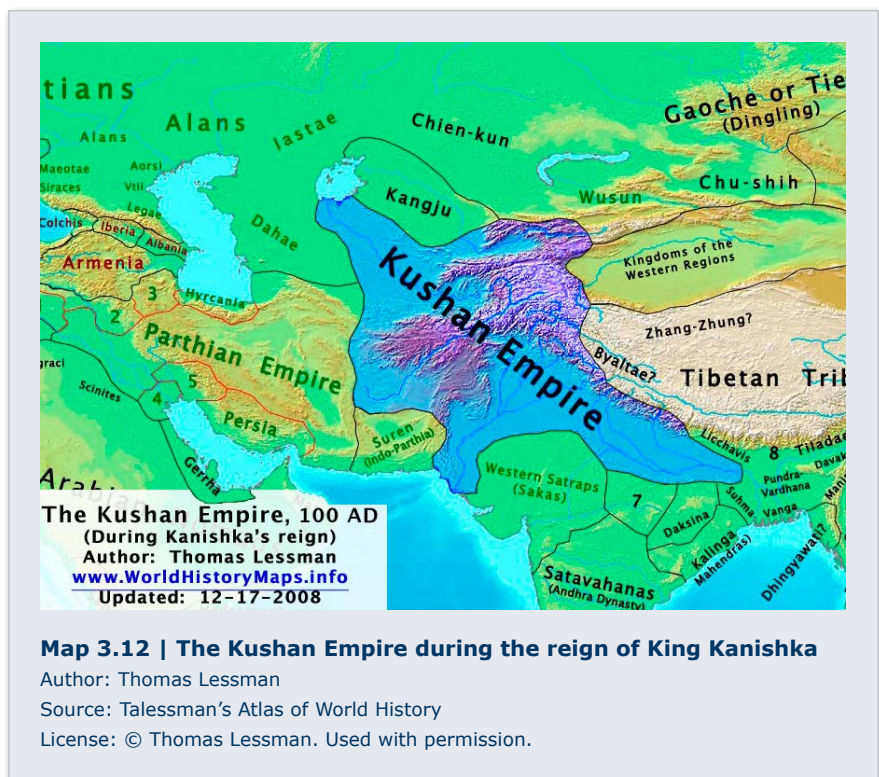 tians
Alans
Iastae
Chien-kun
Gaoche or Tie
(Dingling)
Alans
Maeotae
Aorsi
Siraces
Vtii
Legae
Dahae
Kangju
Wusun
Chu-shih
Colchis
Iberia
Albania
Armenia
Kingdoms of the
Western Regions
3
Hyrcania
2
Parthian Empire
Kushan Empire
Zhang-Zhung?
Byaltae?
Tibetan Trib
graci
Scinites
5
4
Persia
Suren
(Indo-Parthia)
Licchavis
8
Tiladae
Davak
Gerrha
Western Satraps
(Sakas)
7
Suhma
Pundra-
Vardhana
Vanga
Mani
Arabian
Daksina
Kalinga
Mahendras)
Dhingyawati?
Satavahanas
(Andhra Dynasty)
The Kushan Empire, 100 AD
(During Kanishka's reign)
Author: Thomas Lessman
www.WorldHistoryMaps.info
Updated: 12-17-2008
Map 3.12 | The Kushan Empire during the reign of King Kanishka
Author: Thomas Lessman
Source: Talessman's Atlas of World History
License: © Thomas Lessman. Used with permission.